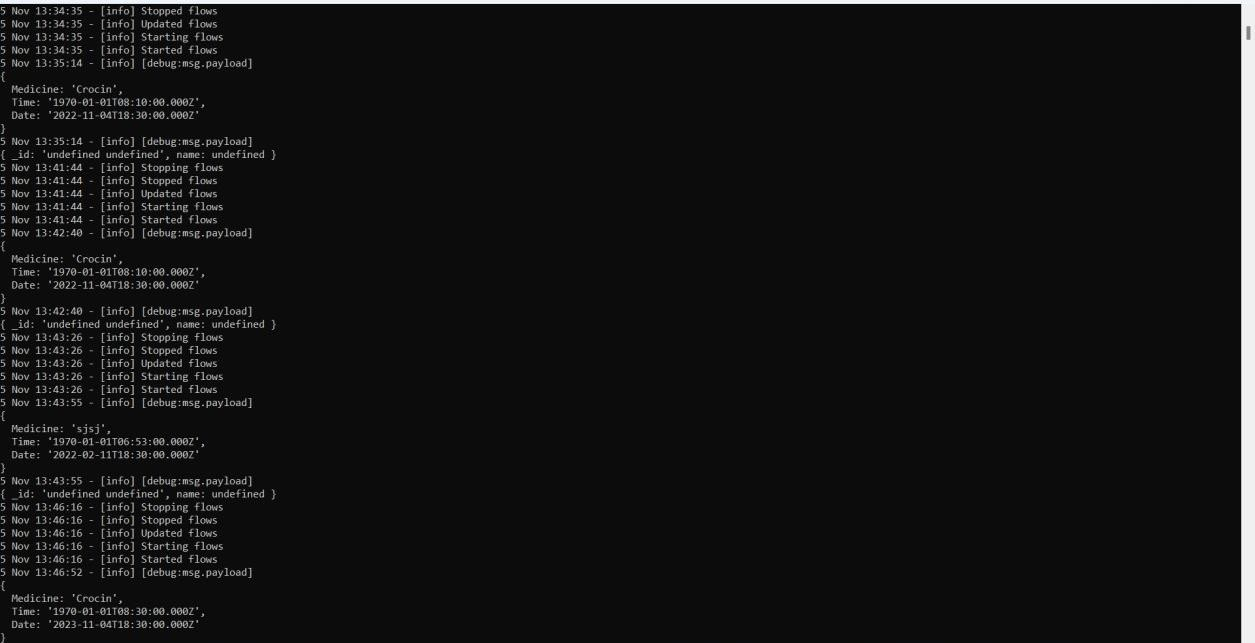 5 Nov 13:34:35 - [info] Stopped flows
5 Nov 13:34:35 - [info] Updated flows
5 Nov 13:34:35 - [info] Starting flows
5 Nov 13:34:35 - [info] Started flows
5 Nov 13:35:14 - [info] [debug:msg.payload]
{
  Medicine: 'Crocin',
  Time: '1970-01-01T08:10:00.000Z',
  Date: '2022-11-04T18:30:00.000Z'
}
5 Nov 13:35:14 - [info] [debug:msg.payload]
{ _id: 'undefined undefined', name: undefined }
5 Nov 13:41:44 - [info] Stopping flows
5 Nov 13:41:44 - [info] Stopped flows
5 Nov 13:41:44 - [info] Updated flows
5 Nov 13:41:44 - [info] Starting flows
5 Nov 13:41:44 - [info] Started flows
5 Nov 13:42:40 - [info] [debug:msg.payload]
{
  Medicine: 'Crocin',
  Time: '1970-01-01T08:10:00.000Z',
  Date: '2022-11-04T18:30:00.000Z'
}
5 Nov 13:42:40 - [info] [debug:msg.payload]
{ _id: 'undefined undefined', name: undefined }
5 Nov 13:43:26 - [info] Stopping flows
5 Nov 13:43:26 - [info] Stopped flows
5 Nov 13:43:26 - [info] Updated flows
5 Nov 13:43:26 - [info] Starting flows
5 Nov 13:43:26 - [info] Started flows
5 Nov 13:43:55 - [info] [debug:msg.payload]
{
  Medicine: 'sjsj',
  Time: '1970-01-01T06:53:00.000Z',
  Date: '2022-02-11T18:30:00.000Z'
}
5 Nov 13:43:55 - [info] [debug:msg.payload]
{ _id: 'undefined undefined', name: undefined }
5 Nov 13:46:16 - [info] Stopping flows
5 Nov 13:46:16 - [info] Stopped flows
5 Nov 13:46:16 - [info] Updated flows
5 Nov 13:46:16 - [info] Starting flows
5 Nov 13:46:16 - [info] Started flows
5 Nov 13:46:52 - [info] [debug:msg.payload]
{
  Medicine: 'Crocin',
  Time: '1970-01-01T08:30:00.000Z',
  Date: '2023-11-04T18:30:00.000Z'
}